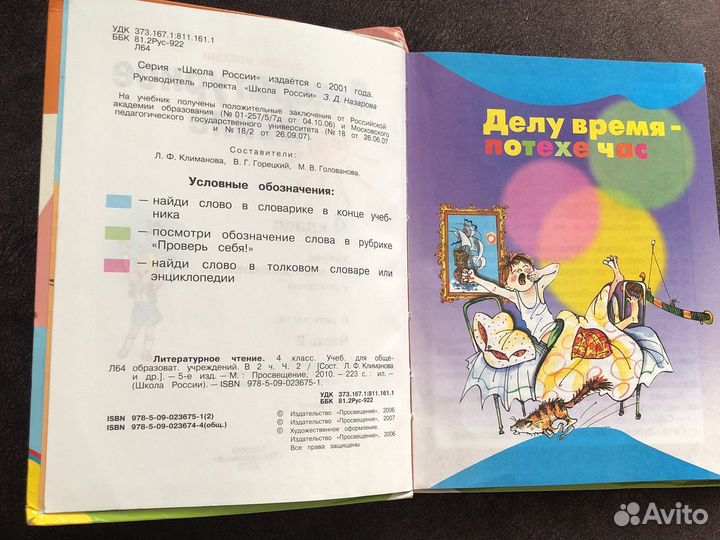 УДК 373.167.1:811.161.1
ББК 81.2Рус-922
Л64
Серия «Школа России» издаётся с 2001 года.
Руководитель проекта «Школа России» З. Д. Назарова
На учебник получены положительные заключения от Российской
академии образования (№ 01-257/5/7д от 04.10.06) и Московского
педагогического государственного университета (№ 18 от 26.06.07
и № 18/2 от 26.09.07).
Составители:
Л. Ф. Климанова, В. Г. Горецкий, М. В. Голованова.
Условные обозначения:
— найди слово в словарике в конце учеб-
ника
— посмотри обозначение слова в рубрике
«Проверь себя!»
— найди слово в толковом словаре или
энциклопедии
Литературное чтение. 4 класс. Учеб. для обще-
Л64 образоват. учреждений. В 2 ч. Ч. 2 / [Сост. Л. Ф. Климанова
и др.]. — 5-е изд. — М. : Просвещение, 2010. — 223 с. : ил. —
(Школа России). — ISBN 978-5-09-023675-1.
УДК 373.167.1:811.161.1
ББК 81.2Рус-922
ISBN 978-5-09-023675-1(2)
ISBN 978-5-09-023674-4(общ.)
© Издательство «Просвещение», 2006
© Издательство «Просвещение», 2007
© Художественное оформление.
Издательство «Просвещение», 2006
Все права защищены
Делу время -
потехе час
Avito